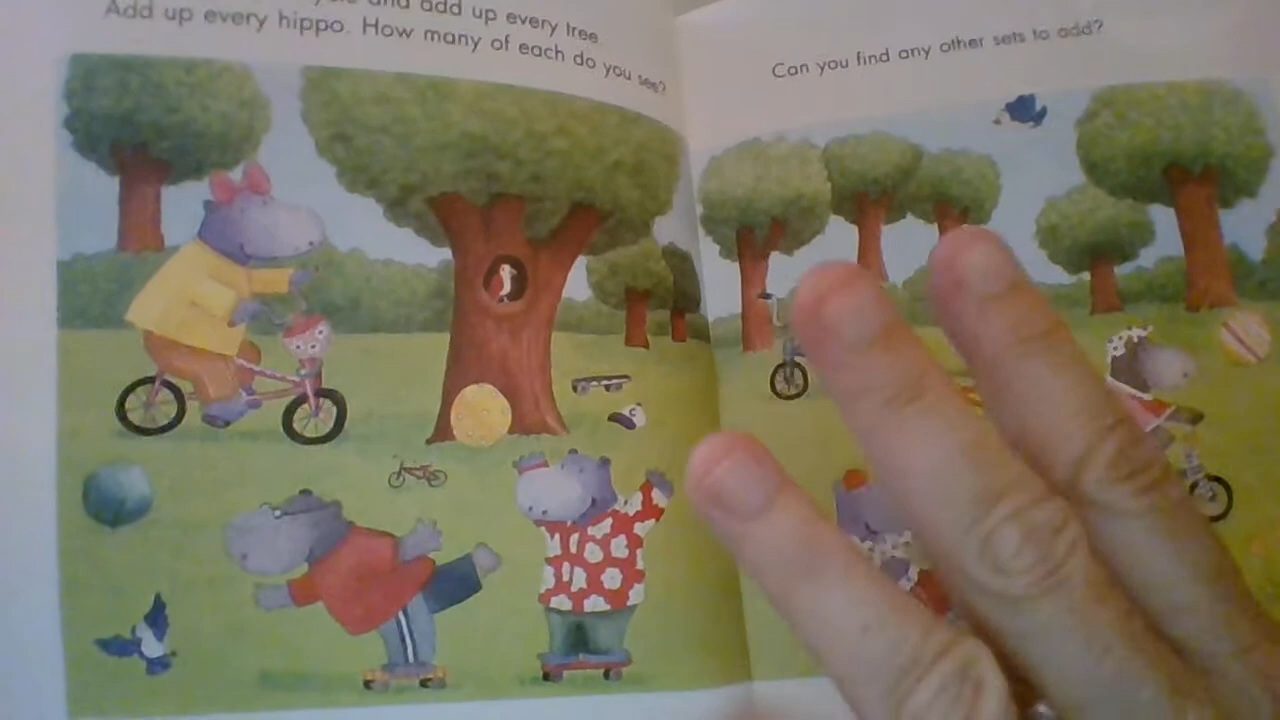 and add up every tree.
Add up every hippo. How many of each do you see?
Can you find any other sets to add?